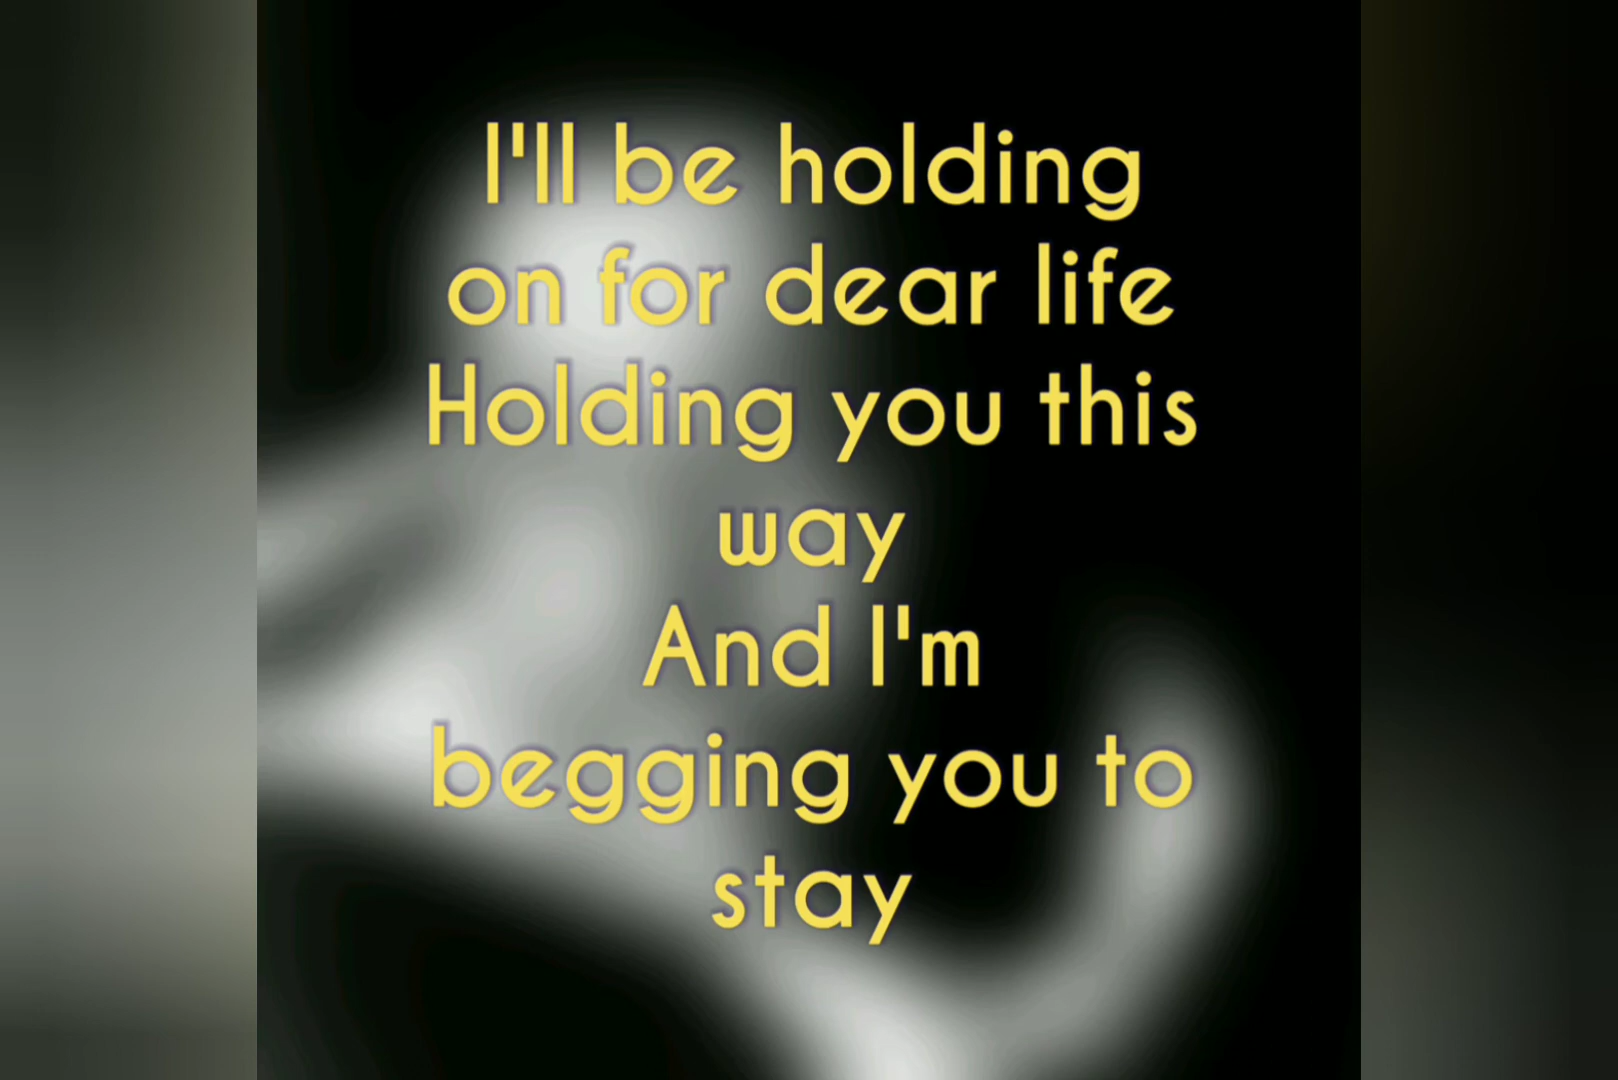 I'll be holding
on for dear life
Holding you this
way
And I'm
begging you to
stay